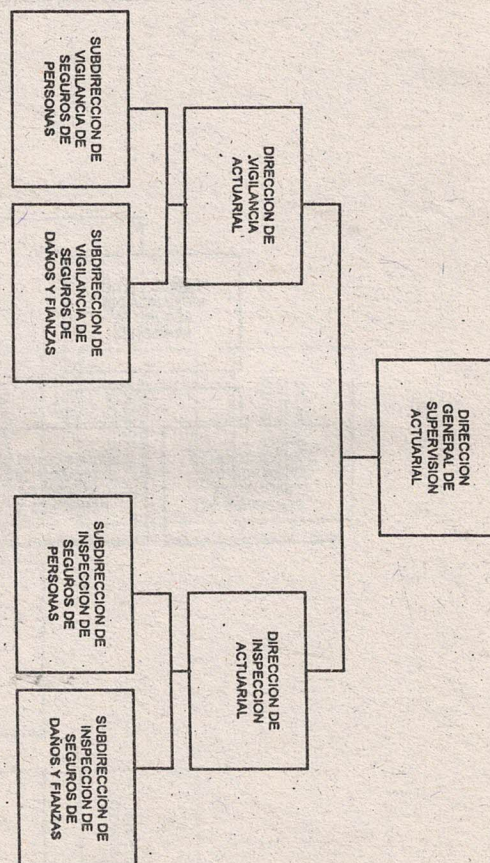 DIRECCION
GENERAL DE
SUPERVISION
ACTUARIAL
DIRECCION DE
VIGILANCIA
ACTUARIAL
DIRECCION DE
INSPECCION
ACTUARIAL
SUBDIRECCION DE
VIGILANCIA DE
SEGUROS DE
PERSONAS
SUBDIRECCION DE
VIGILANCIA DE
SEGUROS DE
DAÑOS Y FIANZAS
SUBDIRECCION DE
INSPECCION DE
SEGUROS DE
PERSONAS
SUBDIRECCION DE
INSPECCION DE
SEGUROS DE
DAÑOS Y FIANZAS